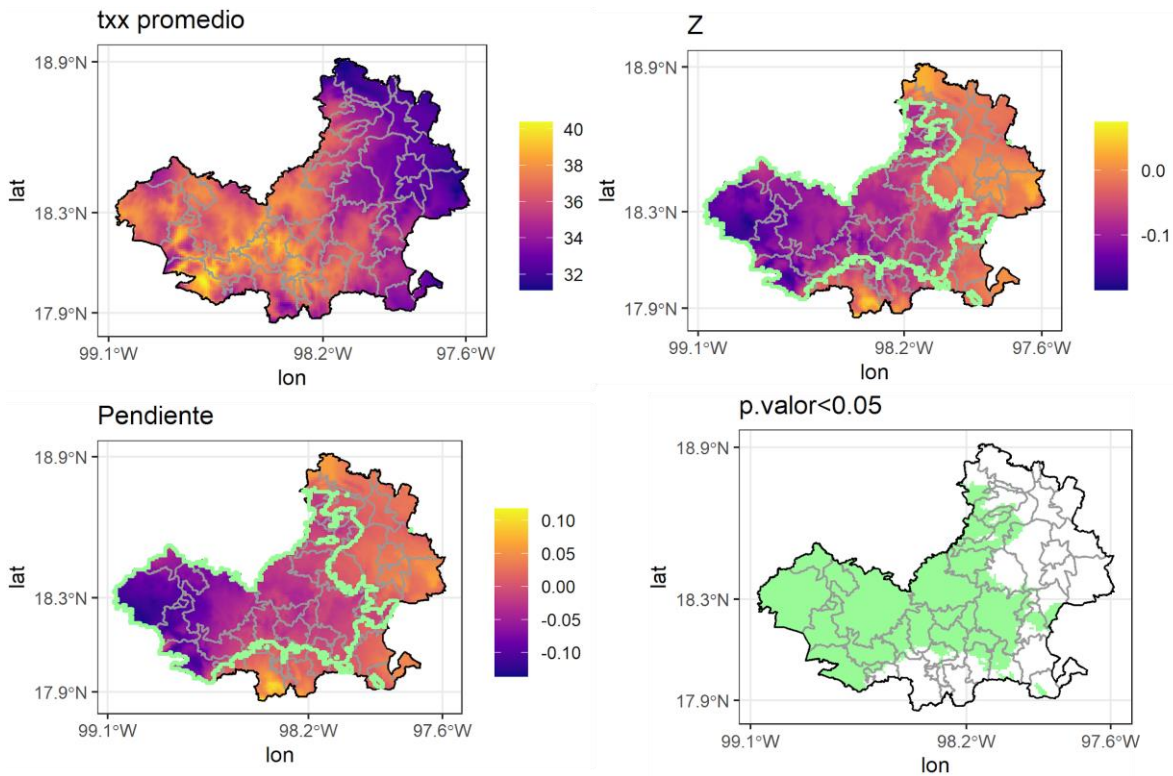 txx promedio
18.9°N
18.3°N
17.9°N
lat
99.1°W
98.2°W
97.6°W
lon
40
38
36
34
32
Z
18.9°N
18.3°N
17.9°N
lat
99.1°W
98.2°W
97.6°W
lon
0.0
-0.1
Pendiente
18.9°N
18.3°N
17.9°N
lat
99.1°W
98.2°W
97.6°W
lon
0.10
0.05
0.00
-0.05
-0.10
p.valor<0.05
18.9°N
18.3°N
17.9°N
lat
99.1°W
98.2°W
97.6°W
lon